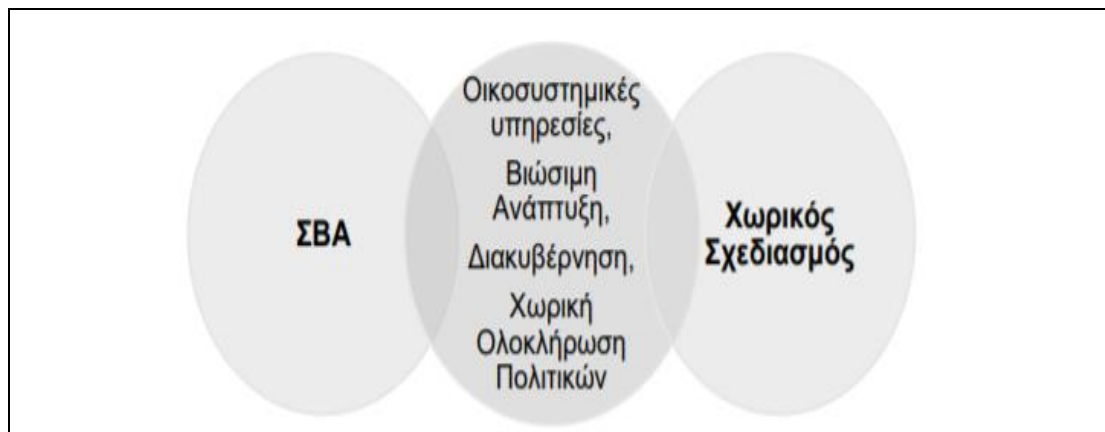 ΣΒΑ
Οικοσυστημικές
υπηρεσίες,
Βιώσιμη
Ανάπτυξη,
Διακυβέρνηση,
Χωρική
Ολοκλήρωση
Πολιτικών
Χωρικός
Σχεδιασμός